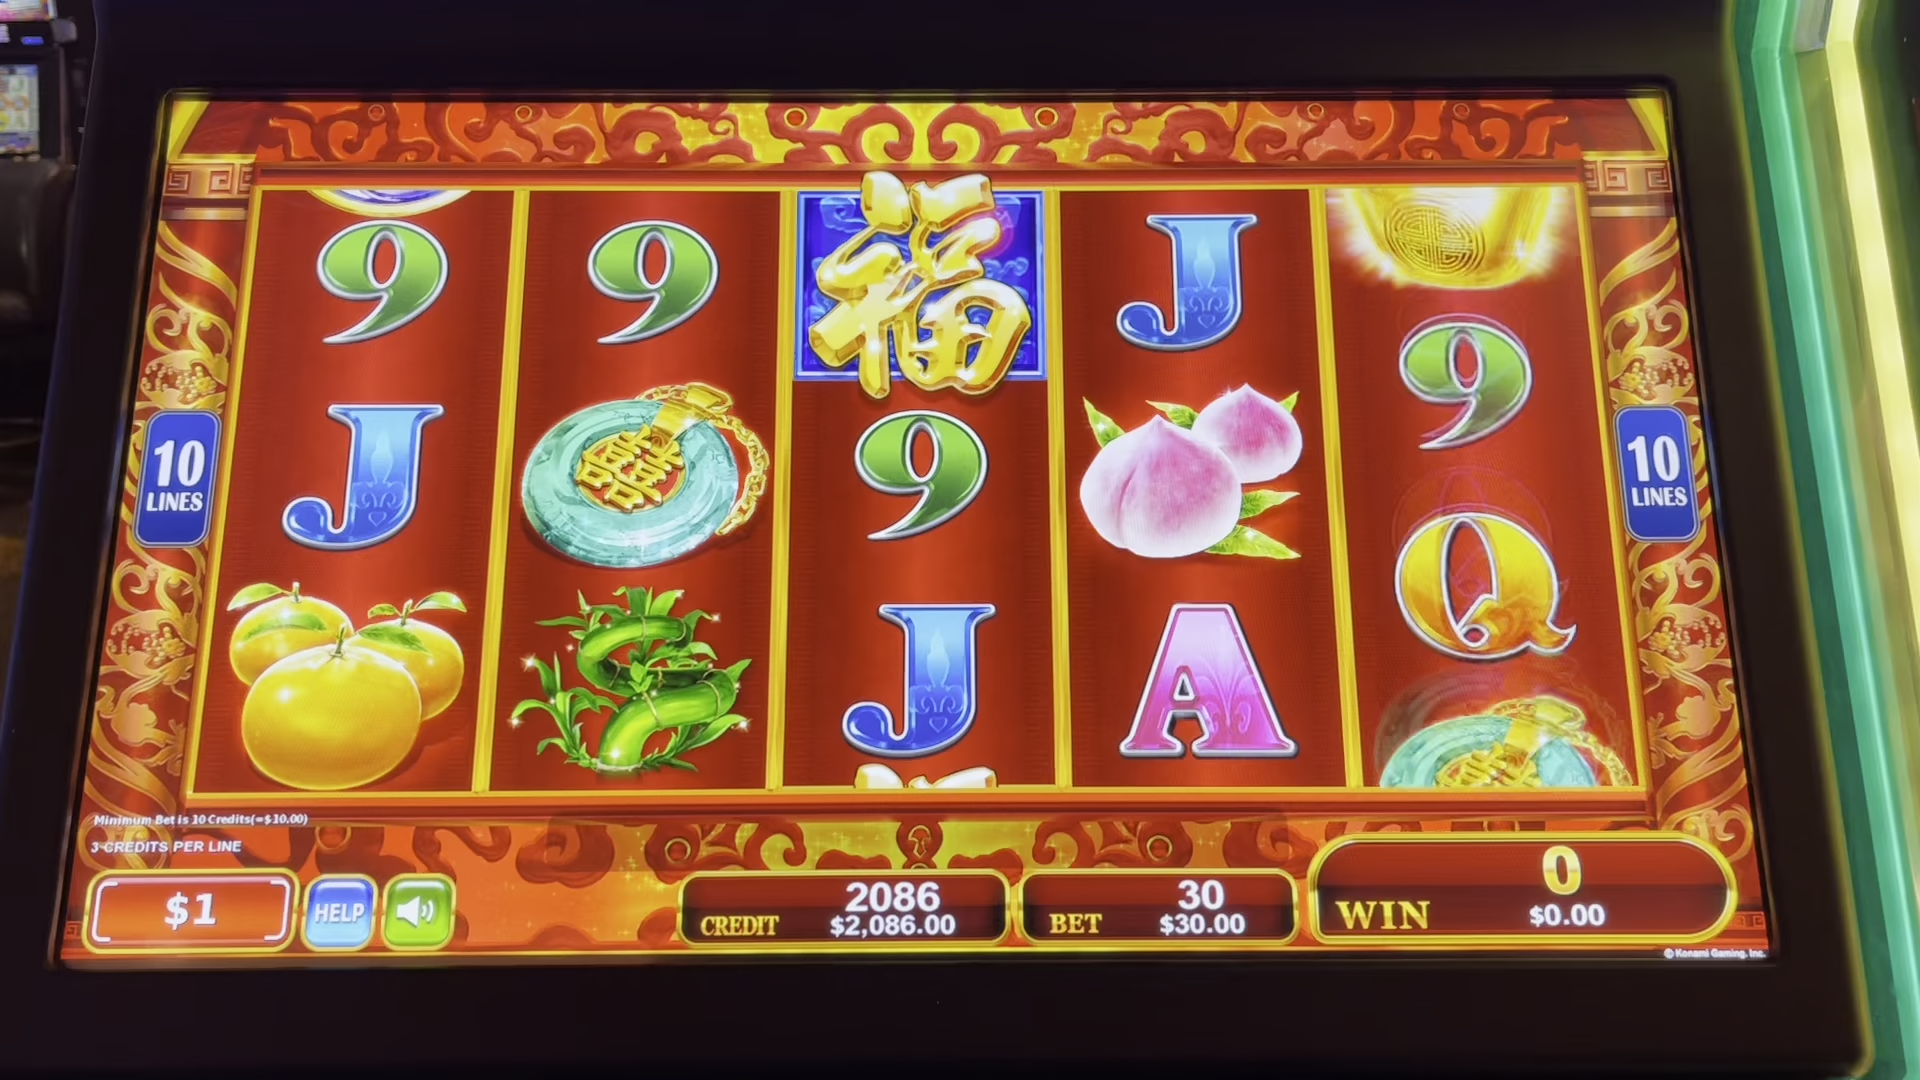 9 9 福 J
9
J 囍 9
10 LINES
10 LINES
Q
J A
囍
Minimum Bet is 10 Credits(=$10.00)
3 CREDITS PER LINE
$1
HELP
CREDIT 2086
$2,086.00
BET 30
$30.00
WIN 0
$0.00
© Konami Gaming, Inc.